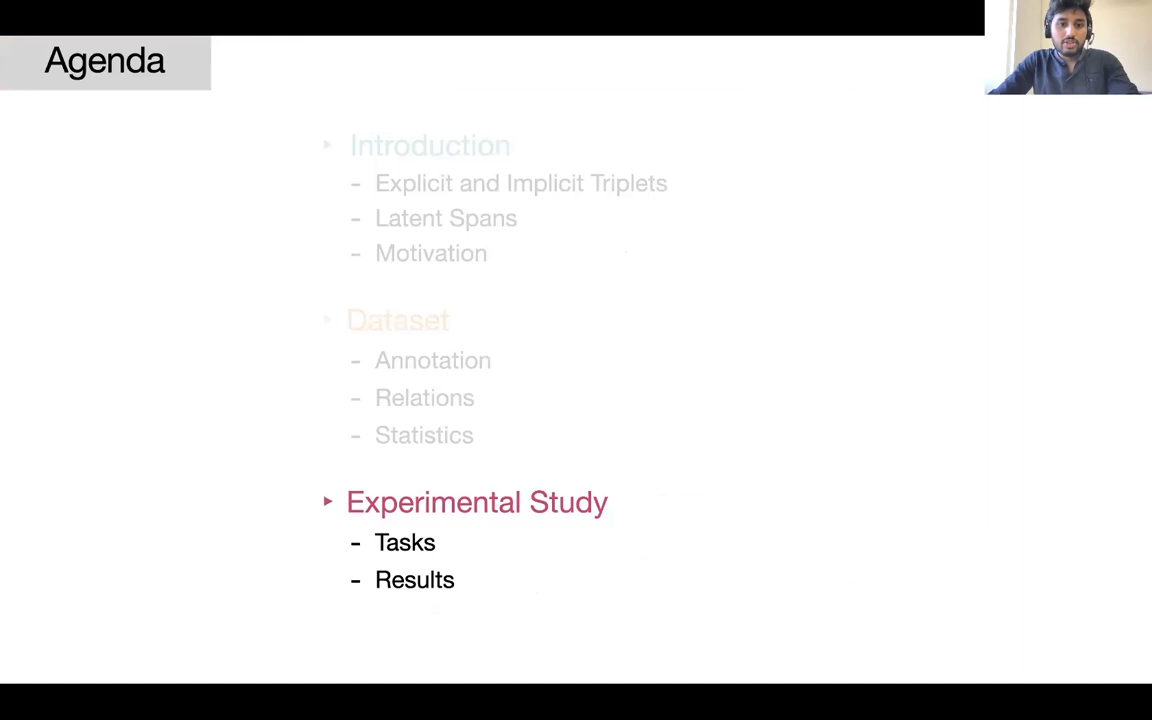 Agenda
Introduction
- Explicit and Implicit Triplets
- Latent Spans
- Motivation
Dataset
- Annotation
- Relations
- Statistics
Experimental Study
- Tasks
- Results